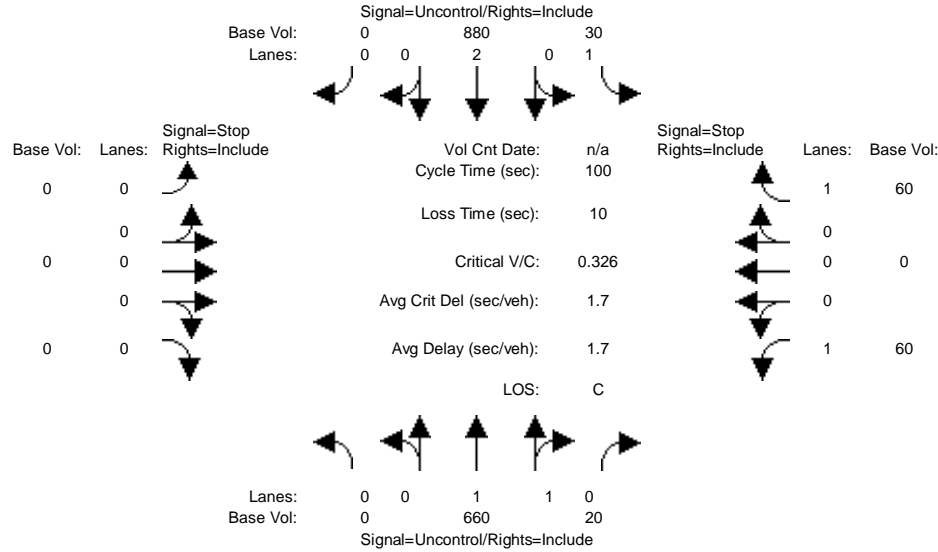 Signal=Uncontrol/Rights=Include
Base Vol: 0 880 30
Lanes: 0 0 2 0 1
Signal=Stop
Base Vol: Lanes: Rights=Include
Vol Cnt Date: n/a
Signal=Stop
Rights=Include Lanes: Base Vol:
Cycle Time (sec): 100
0 0
1 60
Loss Time (sec): 10
0
0
0 0
Critical V/C: 0.326
0 0
0
Avg Crit Del (sec/veh): 1.7
0
0 0
Avg Delay (sec/veh): 1.7
1 60
LOS: C
Lanes: 0 0 1 1 0
Base Vol: 0 660 20
Signal=Uncontrol/Rights=Include